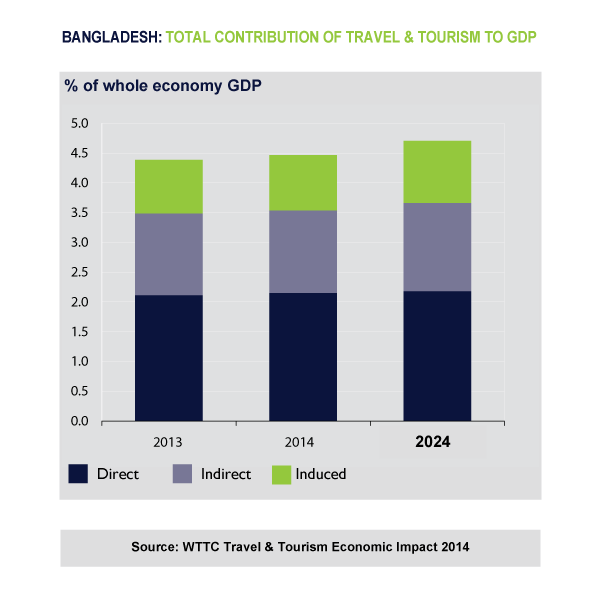 BANGLADESH: TOTAL CONTRIBUTION OF TRAVEL & TOURISM TO GDP
% of whole economy GDP
5.0
4.5
4.0
3.5
3.0
2.5
2.0
1.5
1.0
0.5
0.0
2013 2014 2024
Direct Indirect Induced
Source: WTTC Travel & Tourism Economic Impact 2014